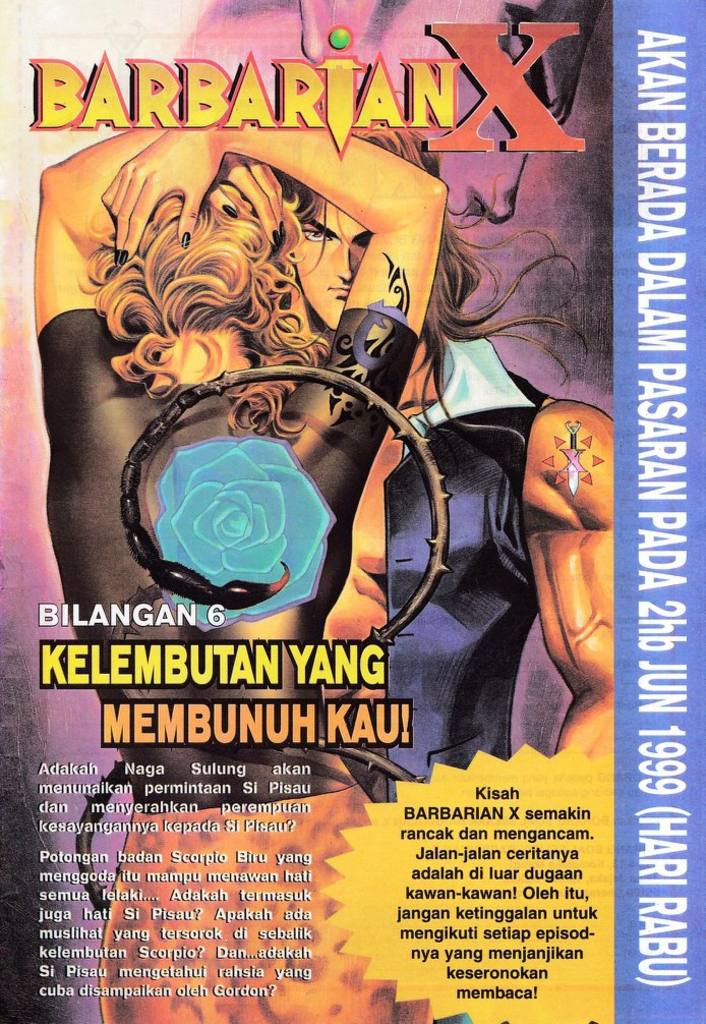 BARBARIAN X
BILANGAN 6
KELEMBUTAN YANG
MEMBUNUH KAU!
Adakah Naga Sulung akan
menunaikan permintaan Si Pisau
dan menyerahkan perempuan
kesayangannya kepada Si Pisau?
Potongan badan Scorpio Biru yang
menggoda itu mampu menawan hati
semua lelaki.... Adakah termasuk
juga hati Si Pisau? Apakah ada
muslihat yang tersorok di sebalik
kelembutan Scorpio? Dan...adakah
Si Pisau mengetahui rahsia yang
cuba disampaikan oleh Gordon?
Kisah
BARBARIAN X semakin
rancak dan mengancam.
Jalan-jalan ceritanya
adalah di luar dugaan
kawan-kawan! Oleh itu,
jangan ketinggalan untuk
mengikuti setiap episod-
nya yang menjanjikan
keseronokan
membaca!
AKAN BERADA DALAM PASARAN PADA 2hb JUN 1999 (HARI RABU)
X